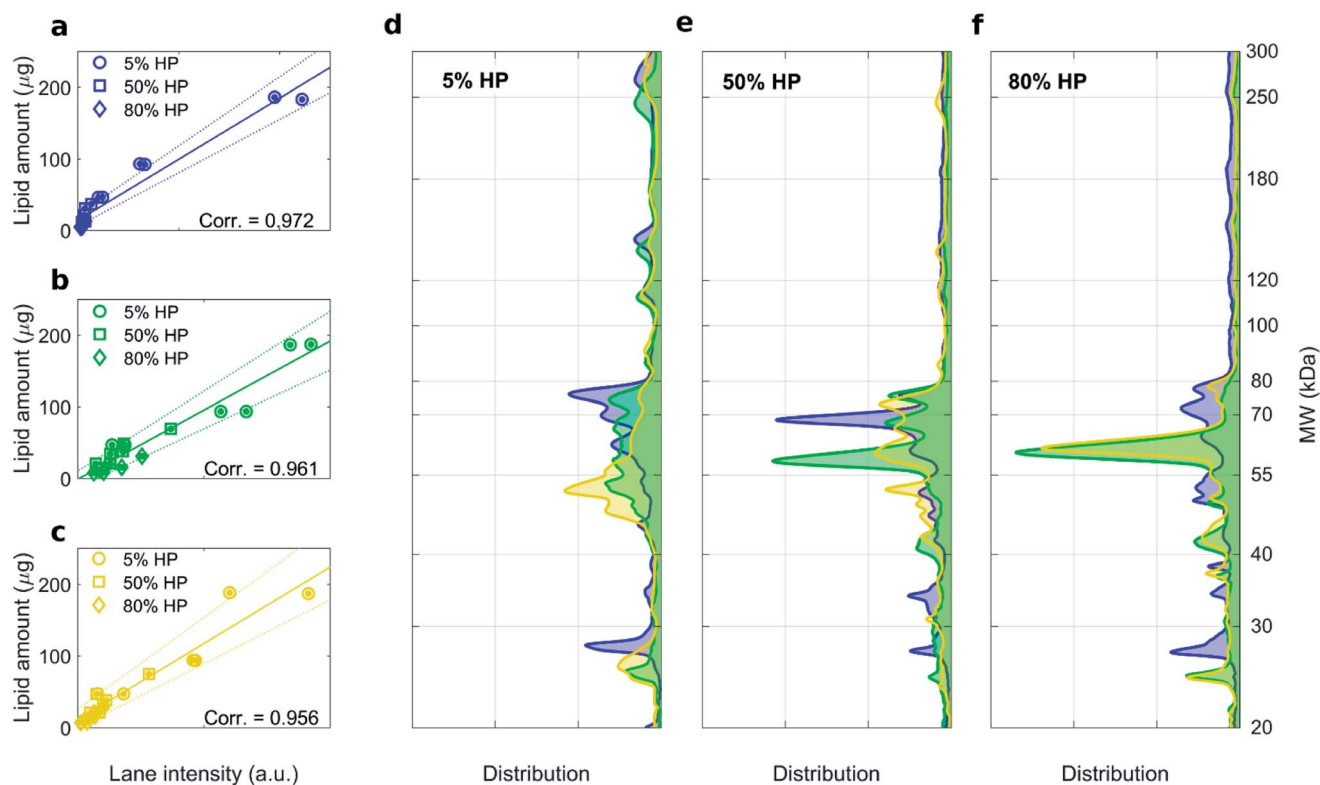 a
Lipid amount (μg)
200
100
0
5% HP
50% HP
80% HP
Corr. = 0,972
b
Lipid amount (μg)
200
100
0
5% HP
50% HP
80% HP
Corr. = 0.961
c
Lipid amount (μg)
200
100
0
5% HP
50% HP
80% HP
Corr. = 0.956
Lane intensity (a.u.)
d
5% HP
Distribution
e
50% HP
Distribution
f
80% HP
Distribution
300
250
180
120
100
80
70
55
40
30
20
MW (kDa)